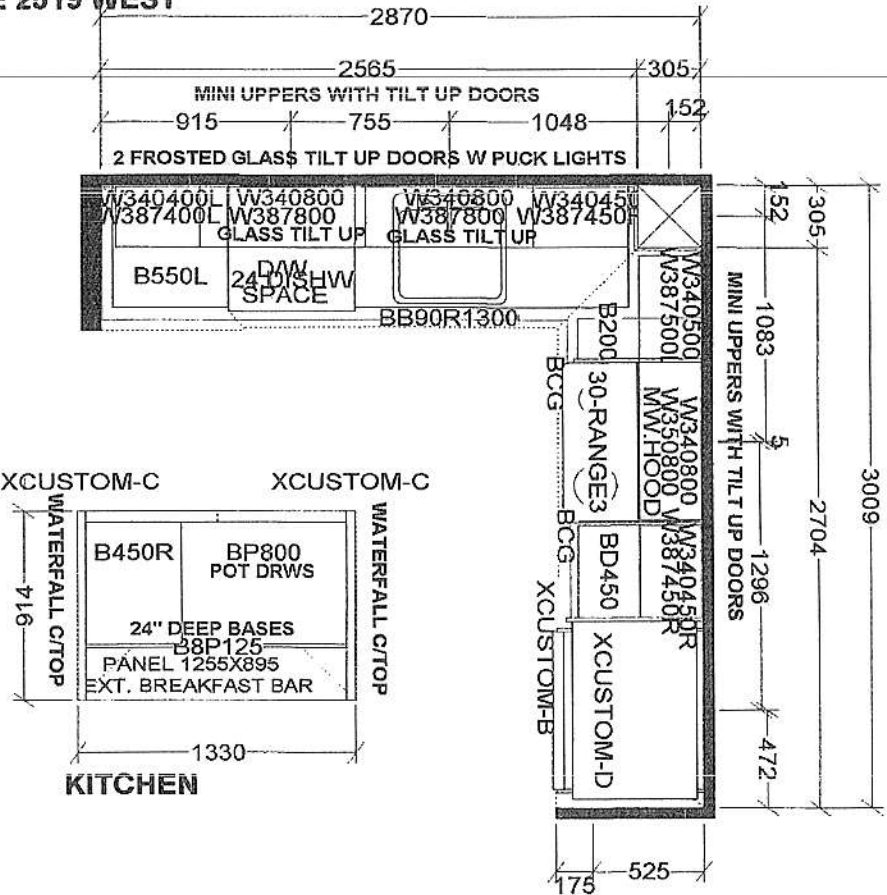 2519 WEST
2870
2565
305
MINI UPPERS WITH TILT UP DOORS
152
915
755
1048
2 FROSTED GLASS TILT UP DOORS W PUCK LIGHTS
W340400L
W340800
W340800
W387400L
W387800
W387800
GLASS TILT UP
GLASS TILT UP
152
305
B550L
D/W
24 DISHW
SPACE
BB90R1300
B200
W340500
W387500L
MINI UPPERS WITH TILT UP DOORS
1083
BCG
30-RANGE3
W340800
W350800
MW.HOOD
5
3009
2704
XCUSTOM-C
XCUSTOM-C
WATERFALL C/TOP
WATERFALL C/TOP
B450R
BP800
POT DRWS
BCG
BD450
W340450R
W387450R
1296
914
24" DEEP BASES
B8P125
PANEL 1255X895
EXT. BREAKFAST BAR
XCUSTOM-B
XCUSTOM-D
1330
472
KITCHEN
525
175